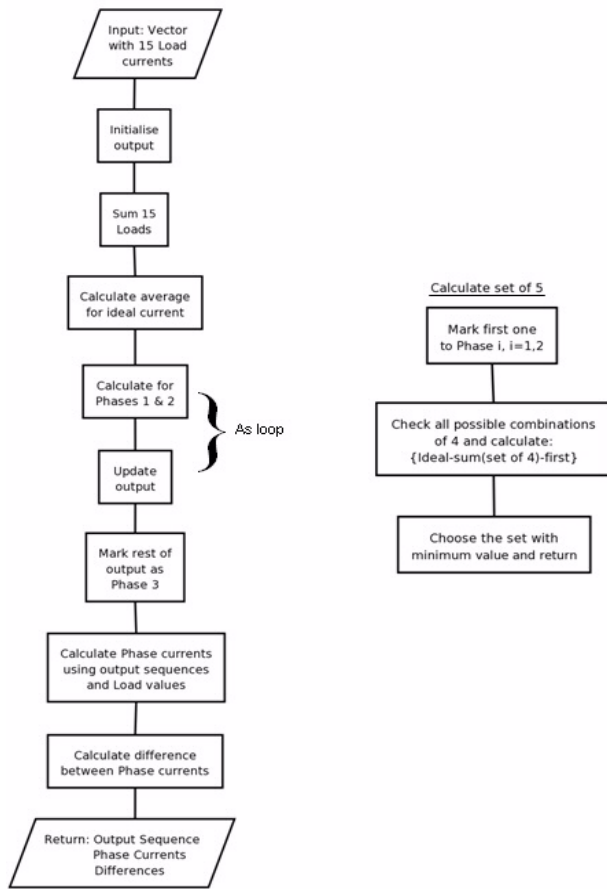 Input: Vector
with 15 Load
currents
Initialise
output
Sum 15
Loads
Calculate average
for ideal current
Calculate for
Phases 1 & 2
As loop
Update
output
Mark rest of
output as
Phase 3
Calculate Phase currents
using output sequences
and Load values
Calculate difference
between Phase currents
Return: Output Sequence
Phase Currents
Differences
Calculate set of 5
Mark first one
to Phase i, i=1,2
Check all possible combinations
of 4 and calculate:
{Ideal-sum(set of 4)-first}
Choose the set with
minimum value and return